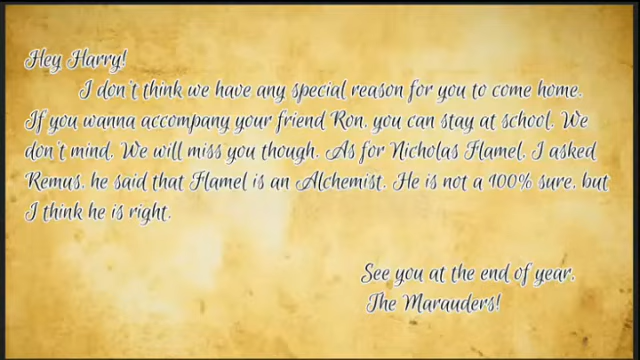 Hey Harry!
I don't think we have any special reason for you to come home.
If you wanna accompany your friend Ron, you can stay at school. We
don't mind. We will miss you though. As for Nicholas Flamel, I asked
Remus, he said that Flamel is an Alchemist. He is not a 100% sure, but
I think he is right.
See you at the end of year.
The Marauders!